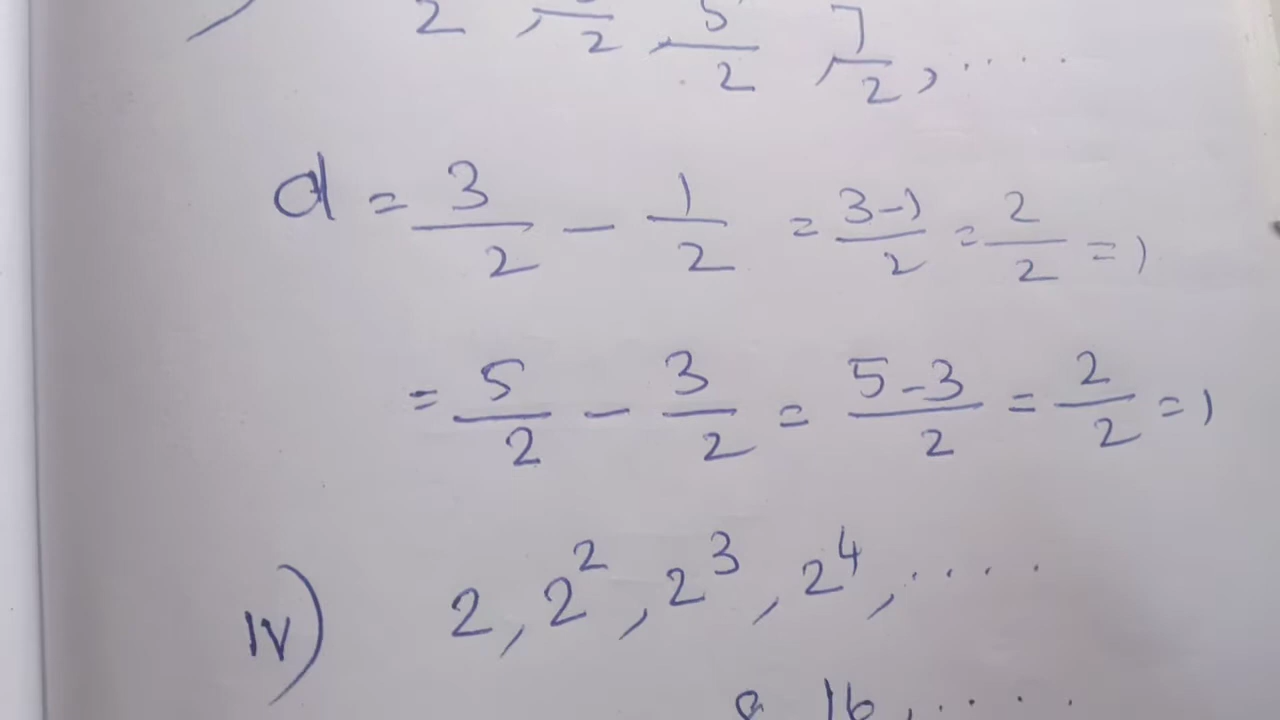 2 , 3/2 , 5/2 , 7/2 , .....
d = 3/2 - 1/2 = 3-1/2 = 2/2 = 1
= 5/2 - 3/2 = 5-3/2 = 2/2 = 1
iv) 2, 2², 2³, 2⁴, ....
8 16, ....